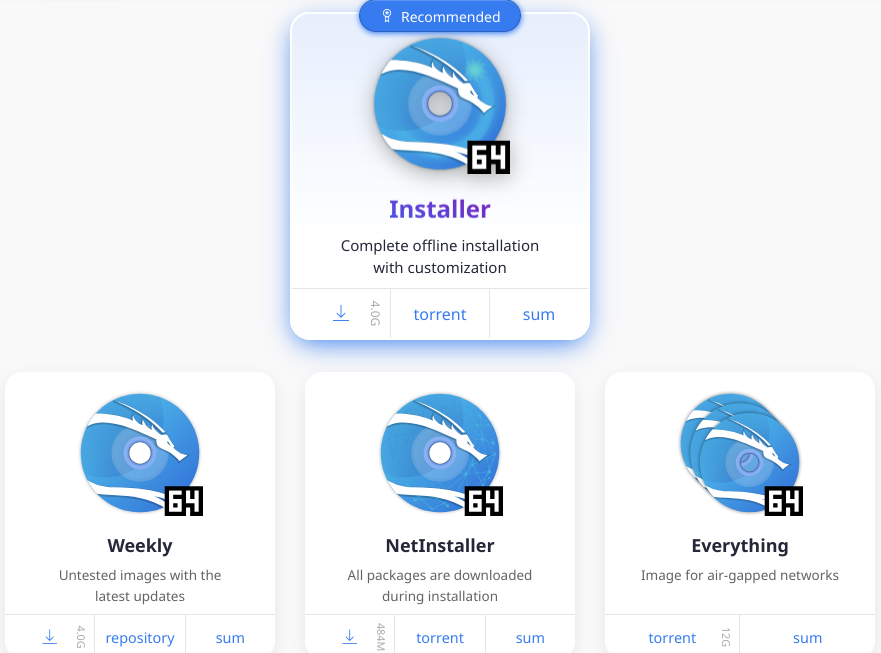 Recommended
64
Installer
Complete offline installation
with customization
4.0G
torrent
sum
64
Weekly
Untested images with the
latest updates
4.0G
repository
sum
64
NetInstaller
All packages are downloaded
during installation
484M
torrent
sum
64
Everything
Image for air-gapped networks
torrent
12G
sum